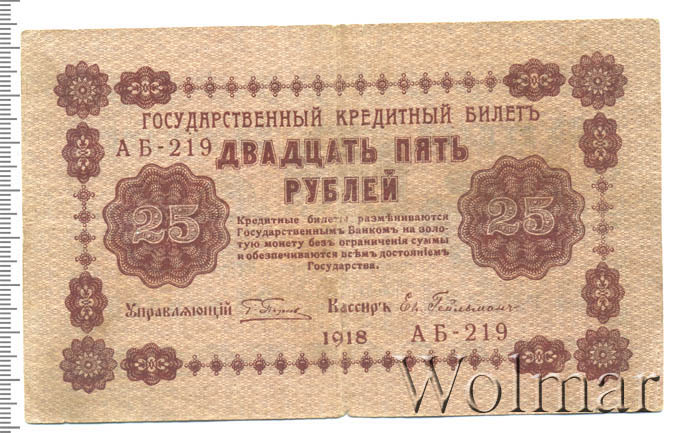 ГОСУДАРСТВЕННЫЙ КРЕДИТНЫЙ БИЛЕТЪ
АБ-219 ДВАДЦАТЬ ПЯТЬ
РУБЛЕЙ
25
25
Кредитные билеты размѣниваются
Государственнымъ Банкомъ на золо-
тую монету безъ ограниченія суммы
и обезпечиваются всѣмъ достояніемъ
Государства.
Управляющій
Кассиръ
1918 АБ-219
Wolmar